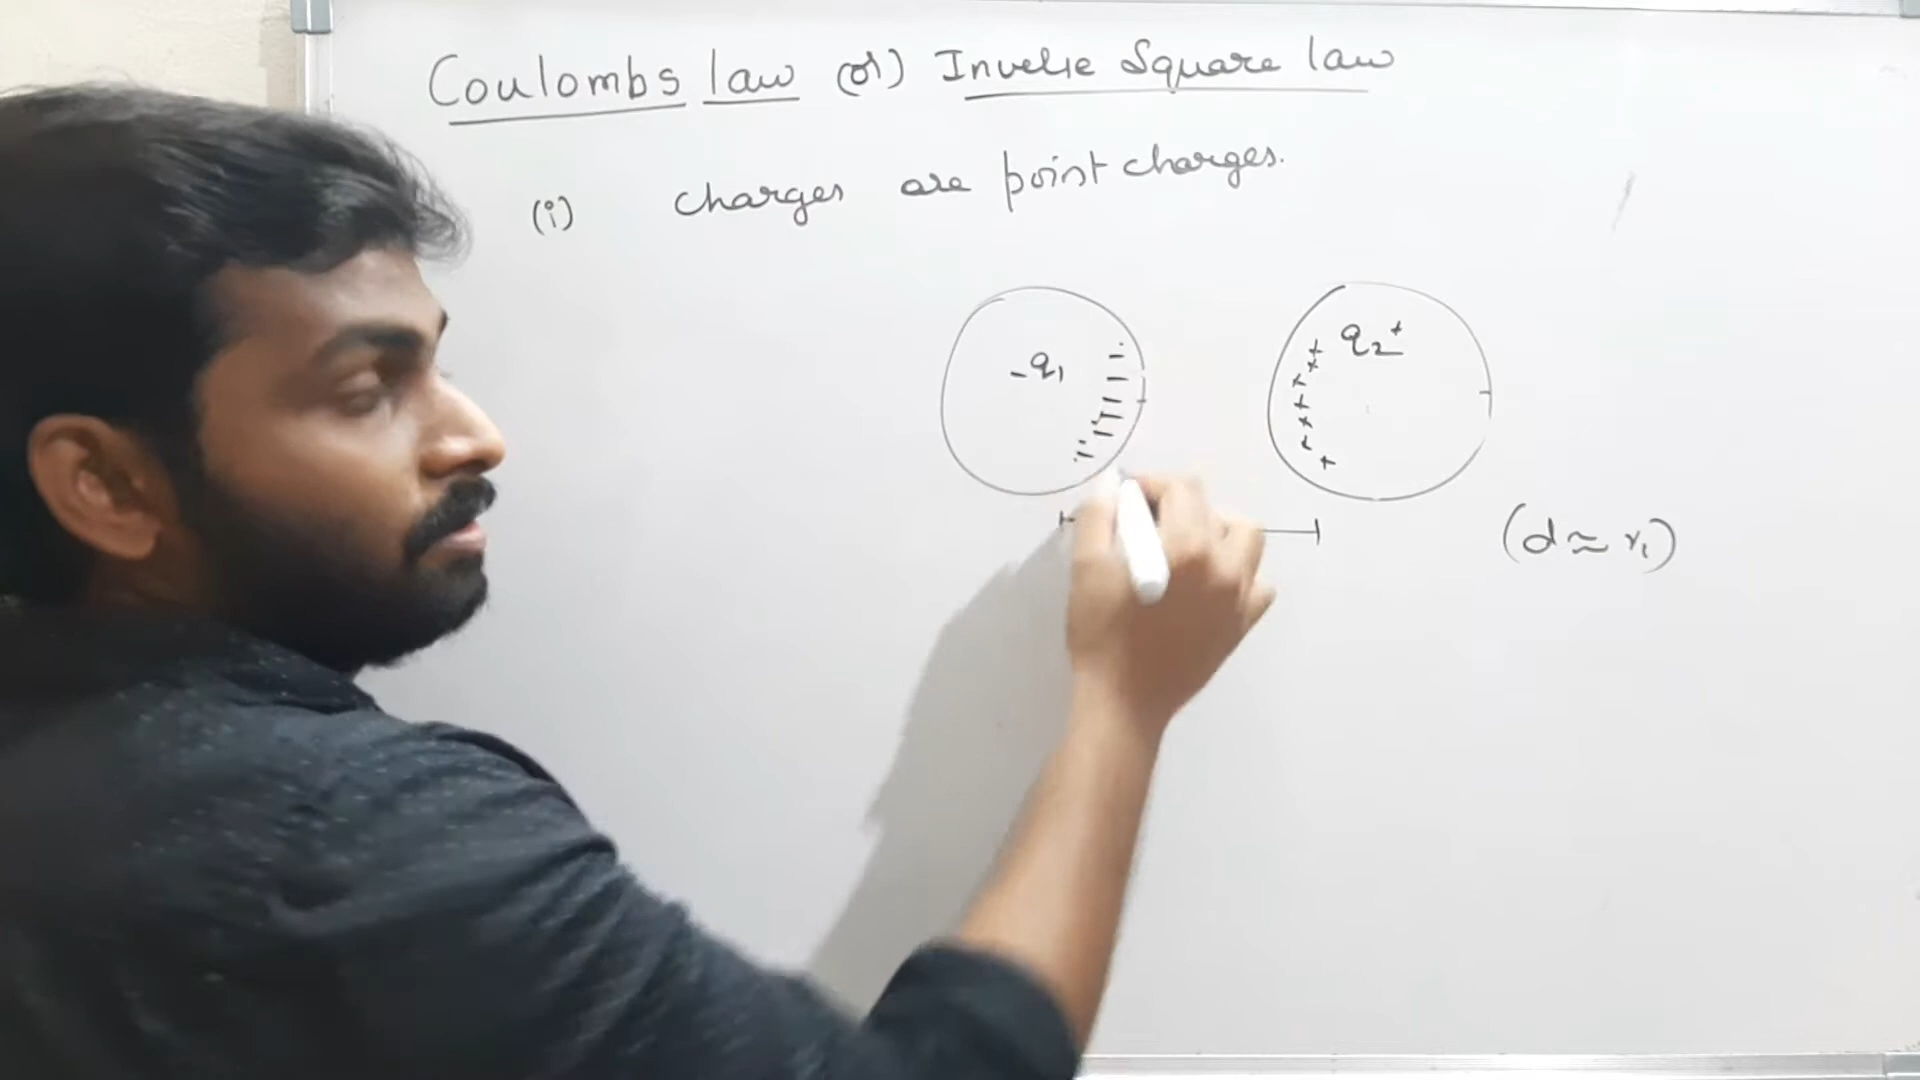 Coulombs law (or) Inverse Square law
(i) charges are point charges.
-q₁
q₂⁺
(d ≈ r₁)